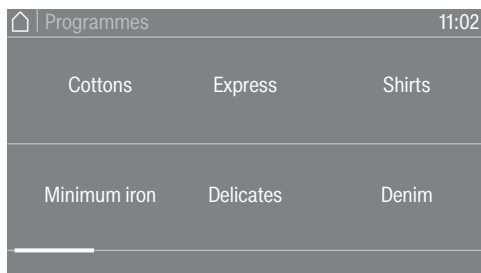 Programmes 11:02
Cottons Express Shirts
Minimum iron Delicates Denim